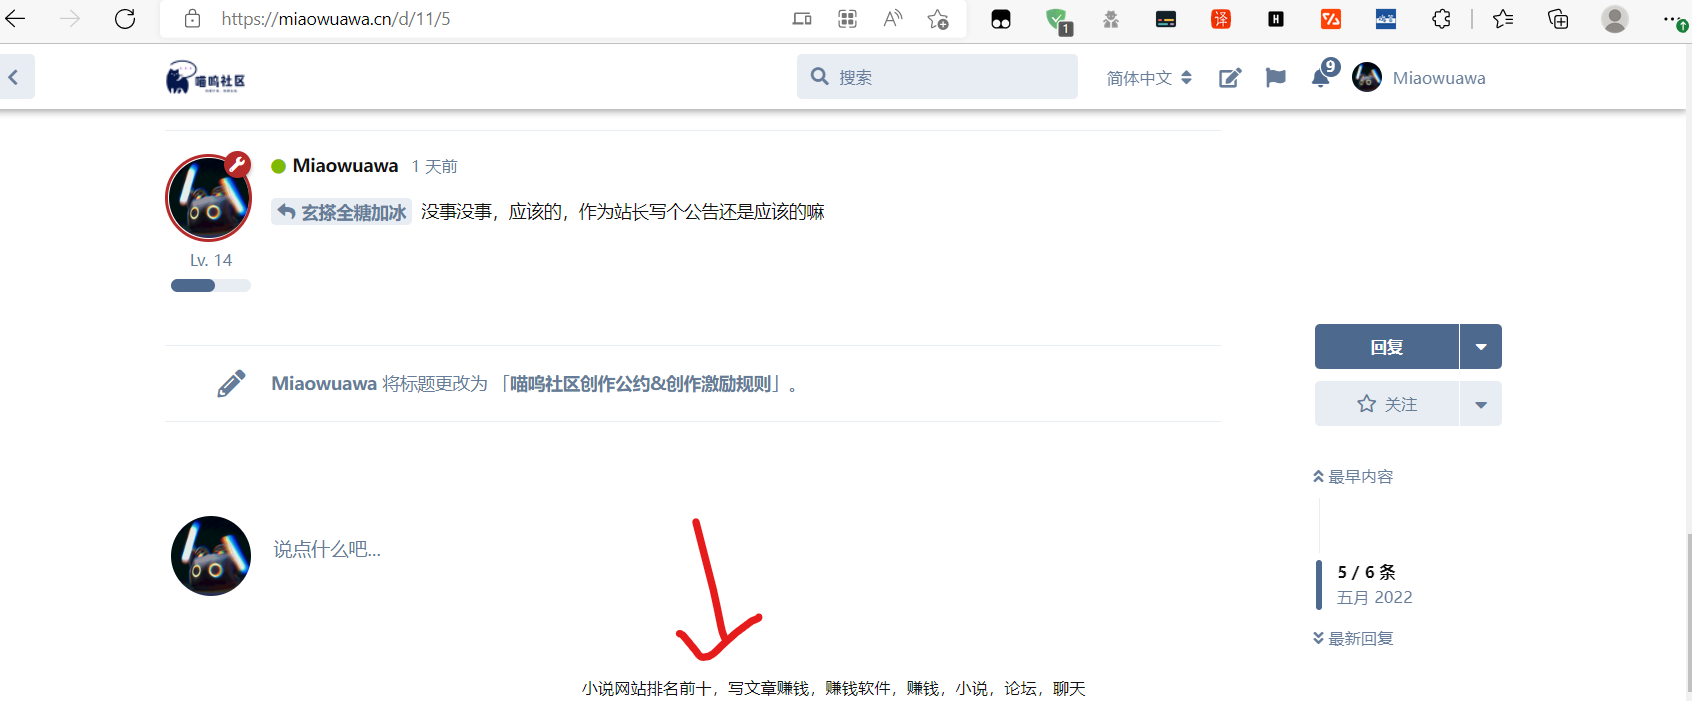 https://miaowuawa.cn/d/11/5
1
译
H
喵呜社区
搜索
简体中文
9
Miaowuawa
Miaowuawa 1 天前
玄搽全糖加冰 没事没事，应该的，作为站长写个公告还是应该的嘛
Lv. 14
回复
Miaowuawa 将标题更改为 「喵呜社区创作公约&创作激励规则」。
关注
最早内容
说点什么吧...
5 / 6 条
五月 2022
最新回复
小说网站排名前十，写文章赚钱，赚钱软件，赚钱，小说，论坛，聊天